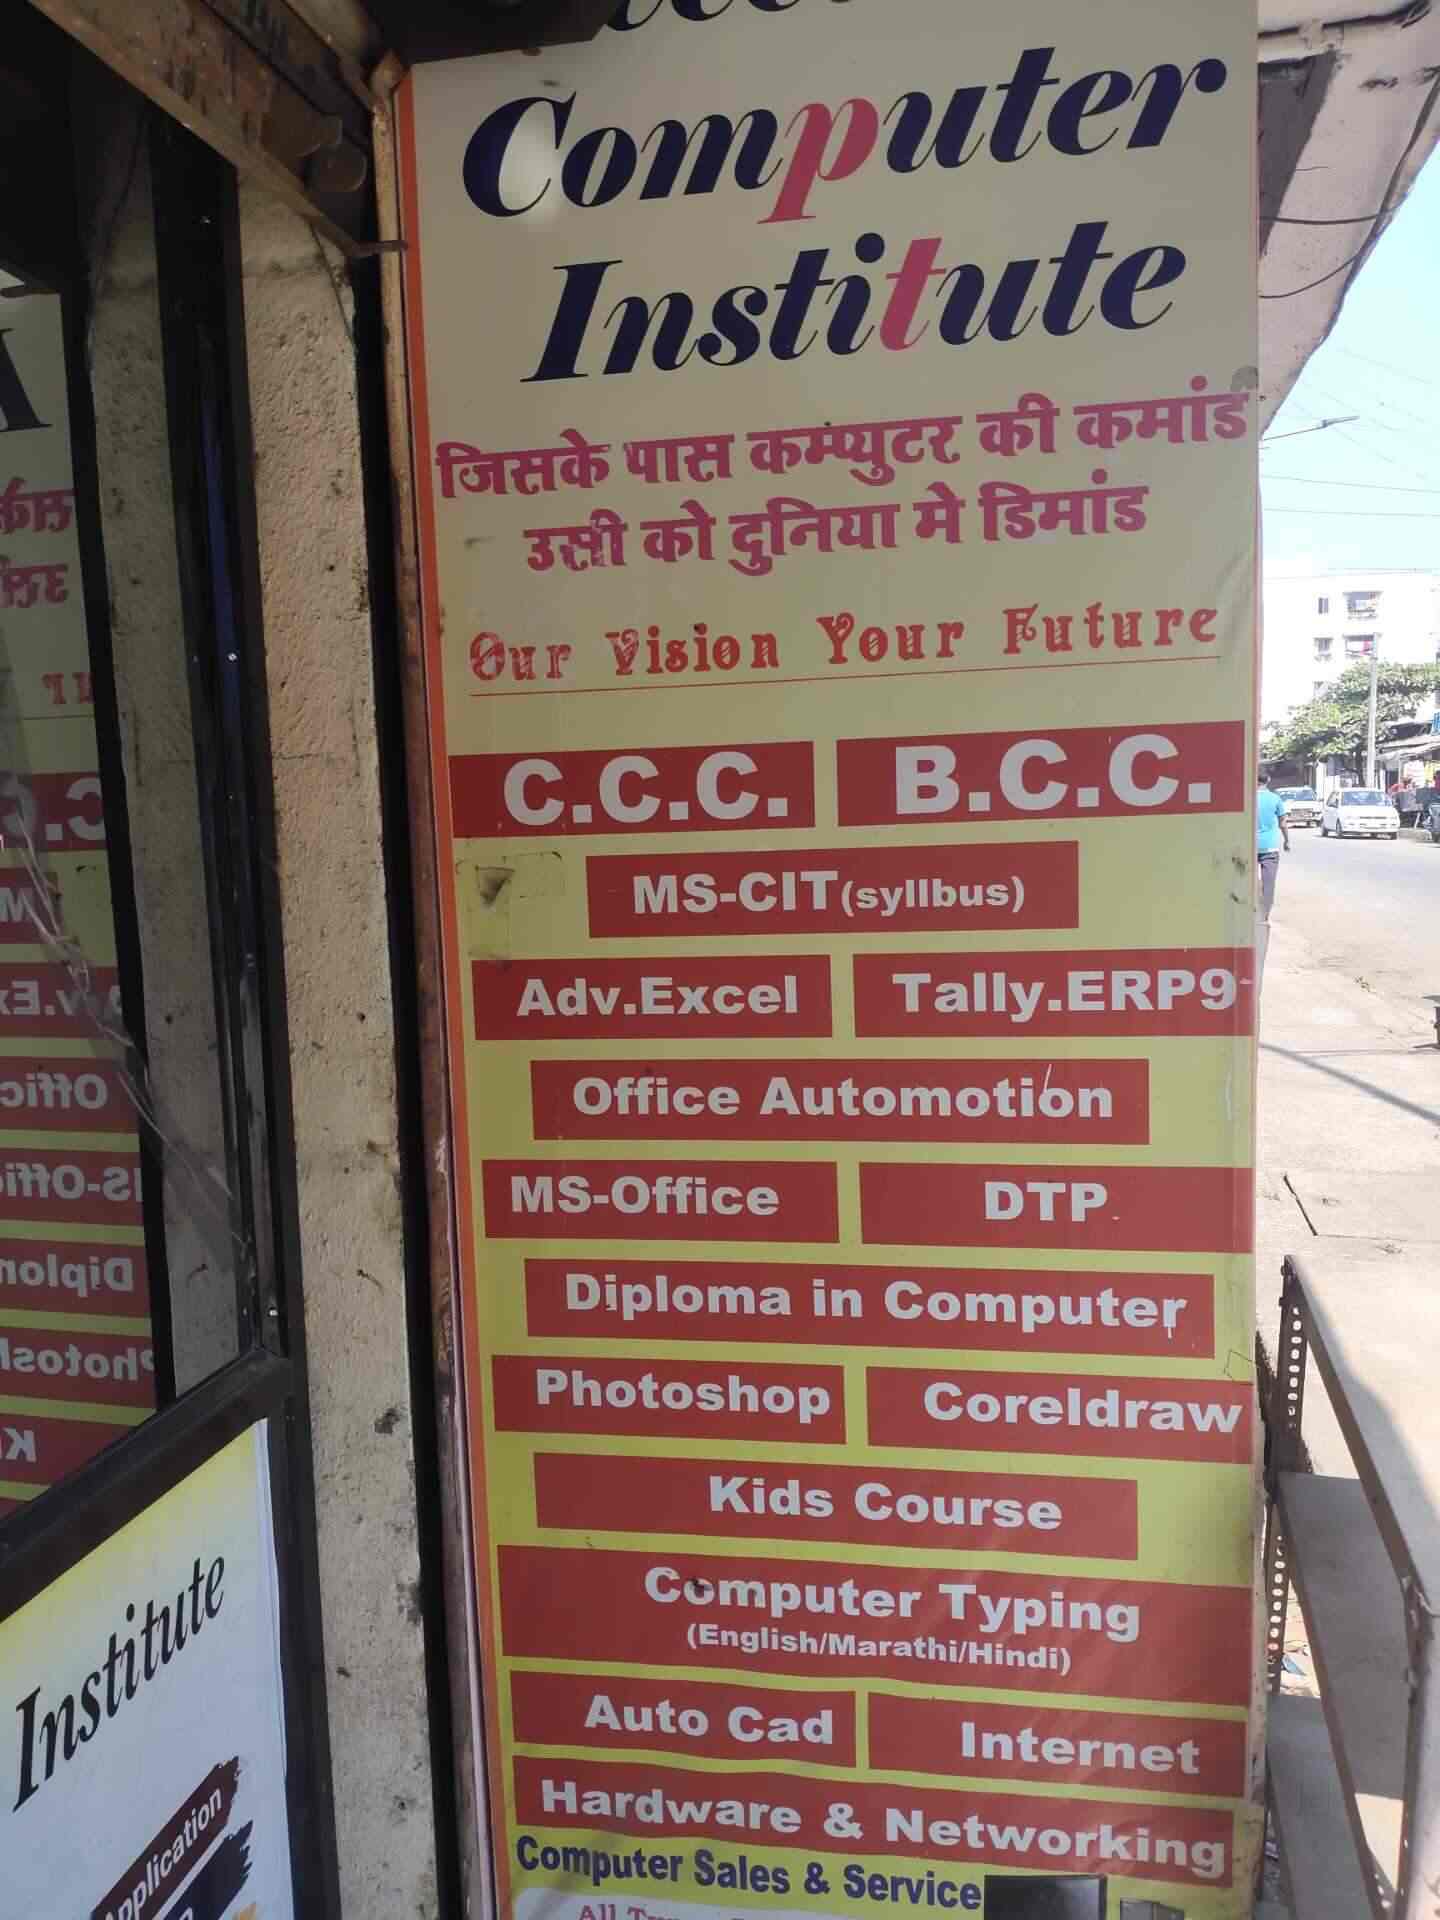 Computer
Institute
जिसके पास कम्प्युटर की कमांड
उसी को दुनिया मे डिमांड
Our Vision Your Future
C.C.C. B.C.C.
MS-CIT(syllbus)
Adv.Excel Tally.ERP9
Office Automotion
MS-Office DTP
Diploma in Computer
Photoshop Coreldraw
Kids Course
Computer Typing
(English/Marathi/Hindi)
Auto Cad Internet
Hardware & Networking
Computer Sales & Service
All
Institute
Application